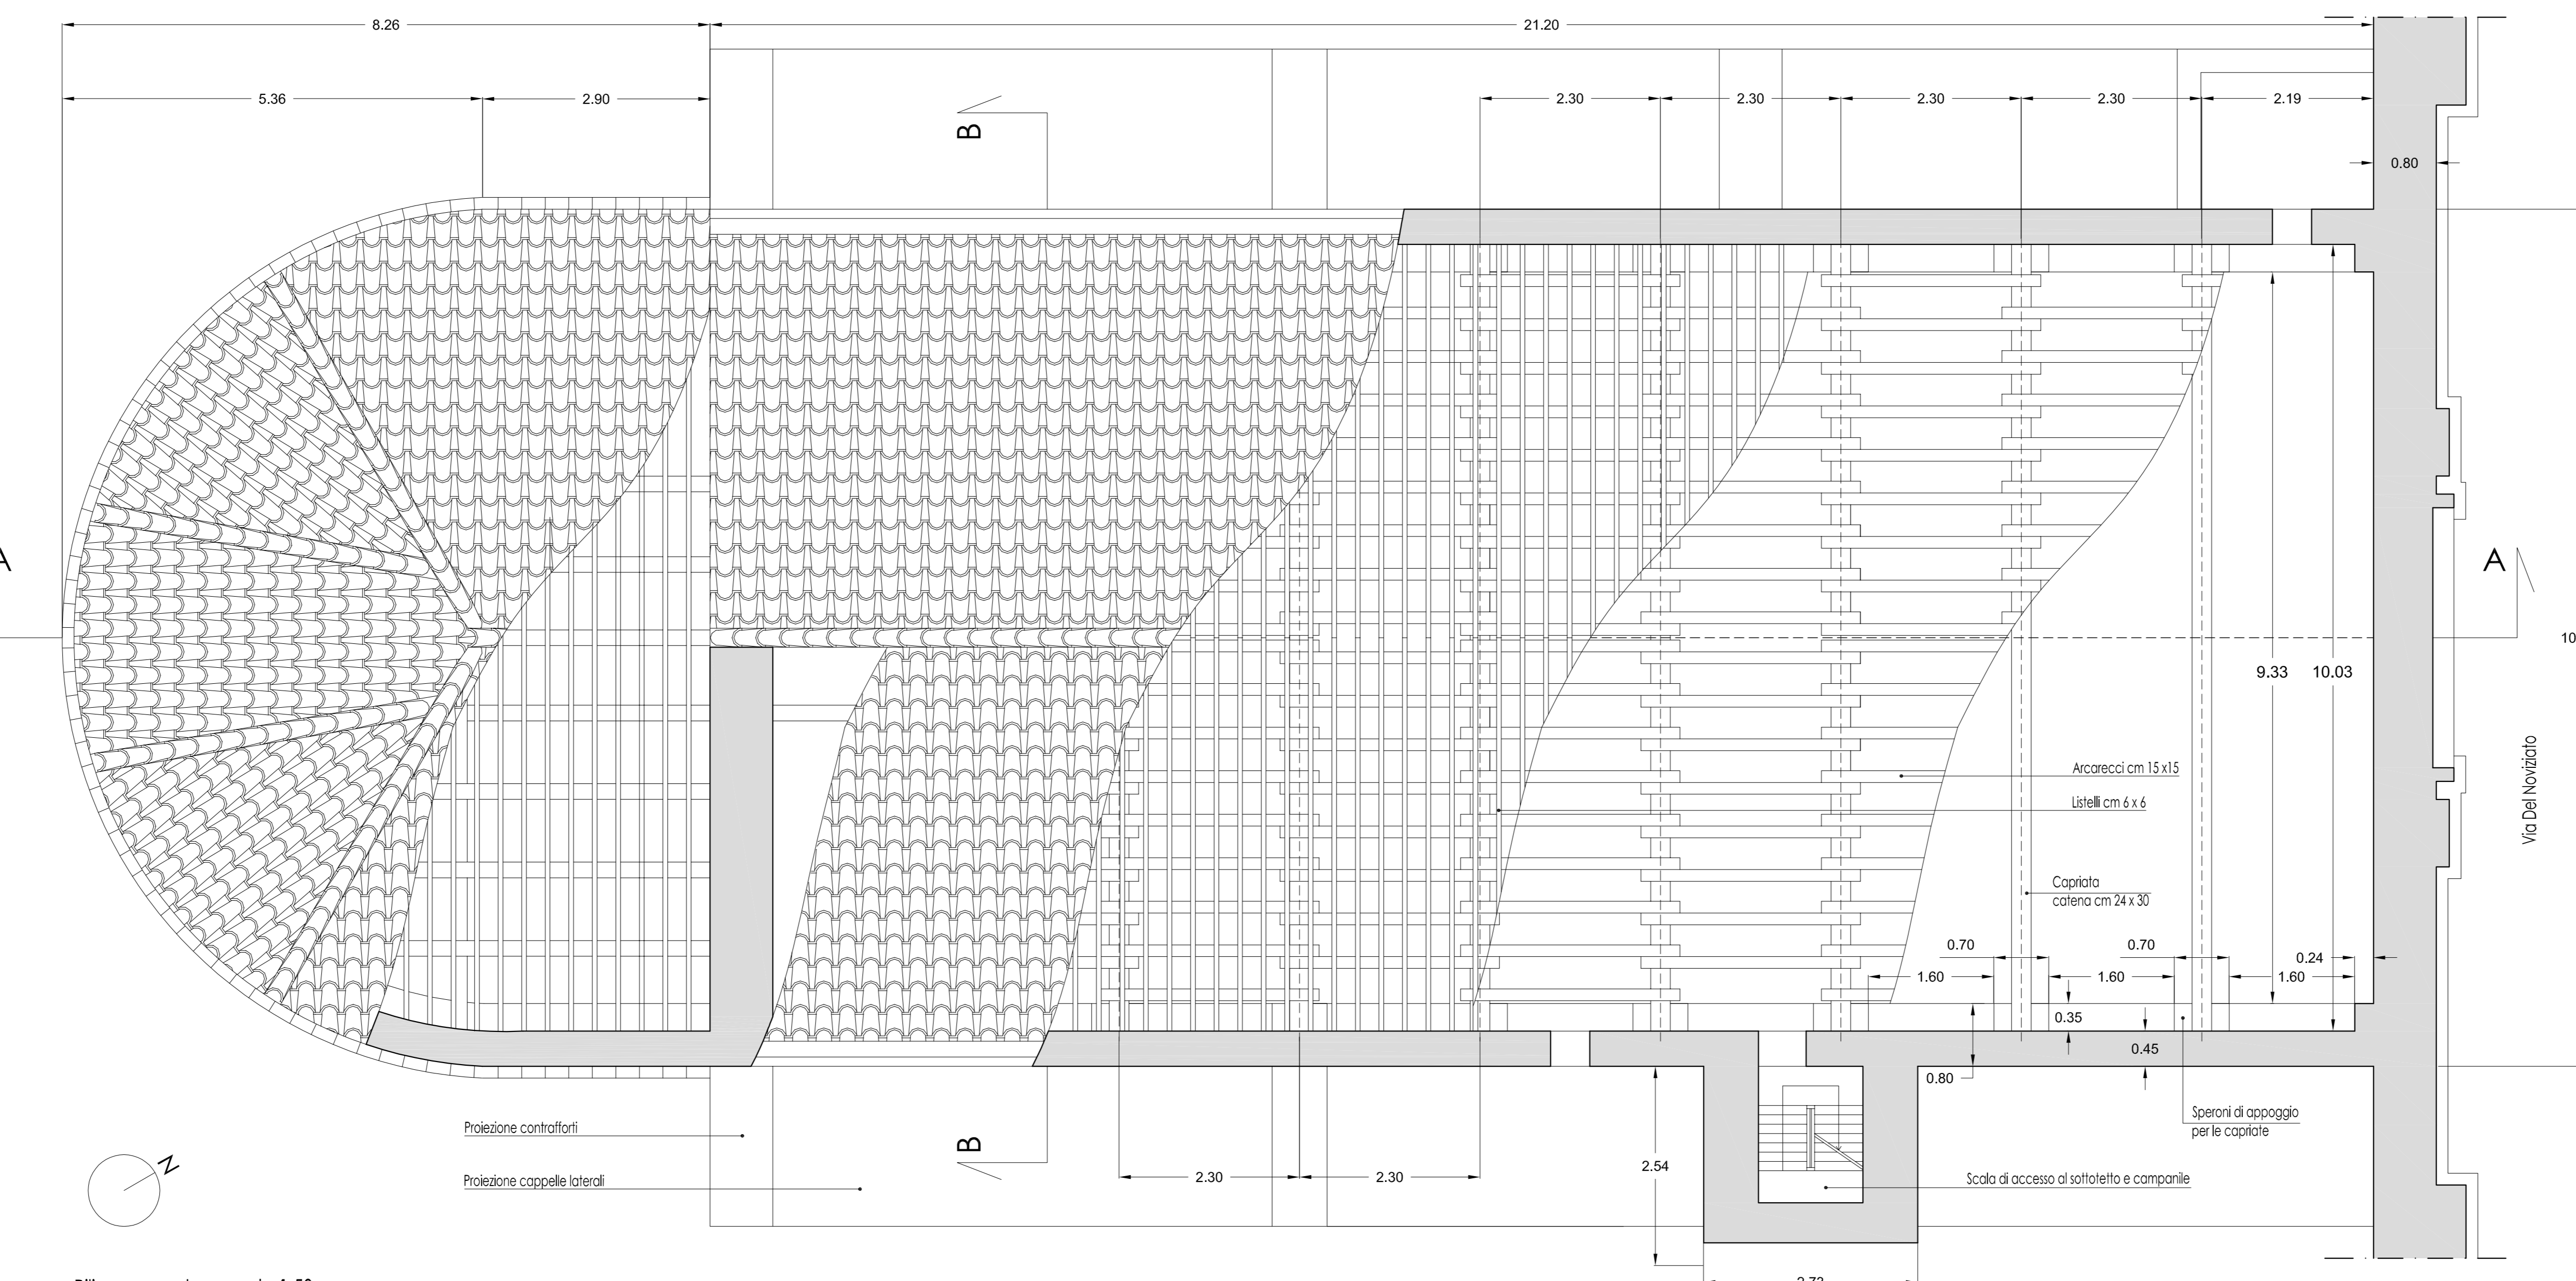 8.26
21.20
5.36
2.90
2.30
2.30
2.30
2.30
2.19
B
0.80
A
A
10
9.33
10.03
Via Del Noviziato
Arcarecci cm 15 x15
Listelli cm 6 x 6
Capriata
catena cm 24 x 30
0.70
0.70
0.24
1.60
1.60
1.60
0.35
0.45
0.80
Speroni di appoggio
per le capriate
Proiezione contrafforti
B
N
2.54
2.30
2.30
Scala di accesso al sottotetto e campanile
Proiezione cappelle laterali
2.73